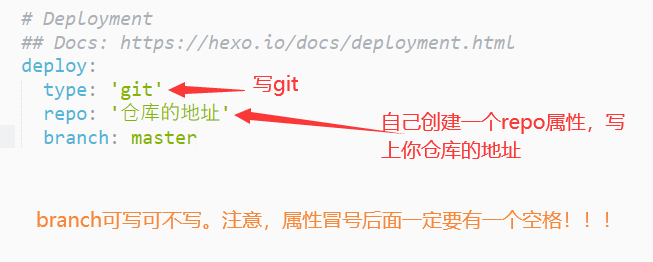 # Deployment
## Docs: https://hexo.io/docs/deployment.html
deploy:
type: 'git'
写git
repo: '仓库的地址'
自己创建一个repo属性，写
上你仓库的地址
branch: master
branch可写可不写。注意，属性冒号后面一定要有一个空格！！！